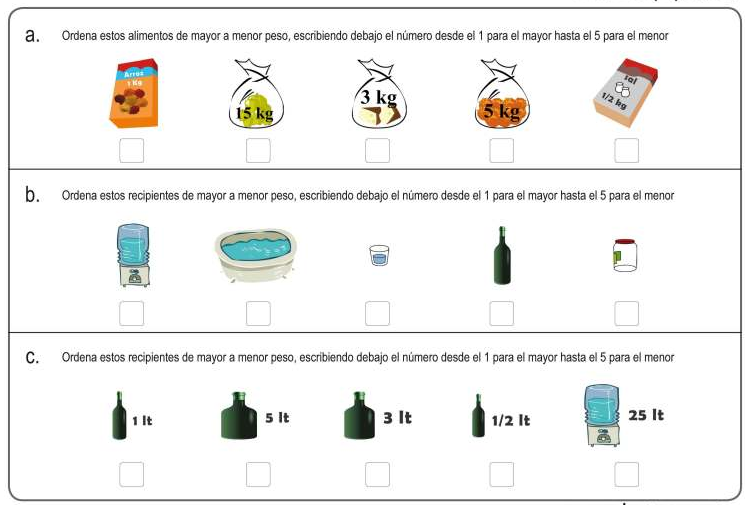 a. Ordena estos alimentos de mayor a menor peso, escribiendo debajo el número desde el 1 para el mayor hasta el 5 para el menor
Arroz
1 Kg
15 kg
3 kg
5 kg
Sal
1/2 kg
b. Ordena estos recipientes de mayor a menor peso, escribiendo debajo el número desde el 1 para el mayor hasta el 5 para el menor
C. Ordena estos recipientes de mayor a menor peso, escribiendo debajo el número desde el 1 para el mayor hasta el 5 para el menor
1 lt
5 lt
3 lt
1/2 lt
25 lt